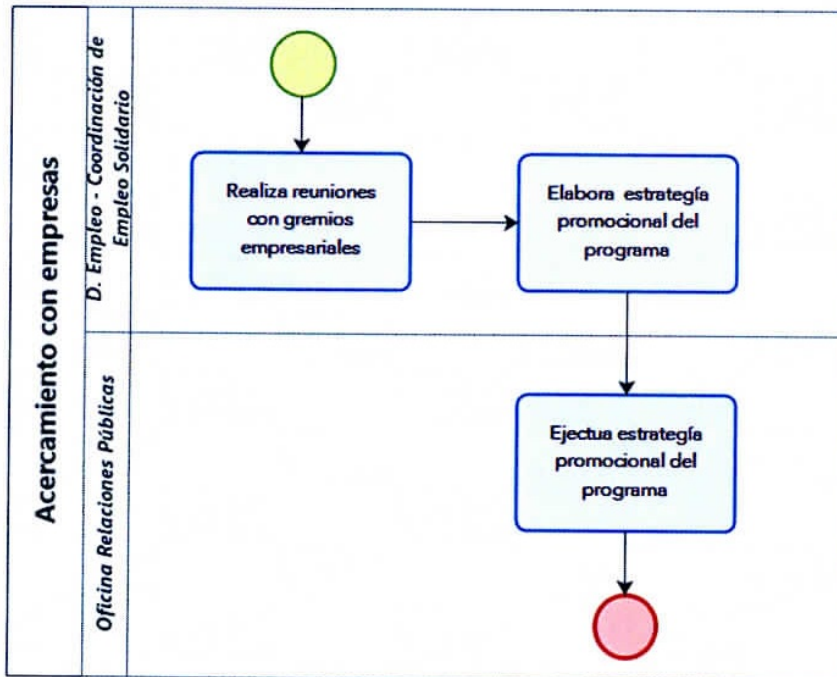 Acercamiento con empresas
D. Empleo - Coordinación de
Empleo Solidario
Realiza reuniones
con gremios
empresariales
Elabora estrategía
promocional del
programa
Oficina Relaciones Públicas
Ejectua estrategía
promocional del
programa